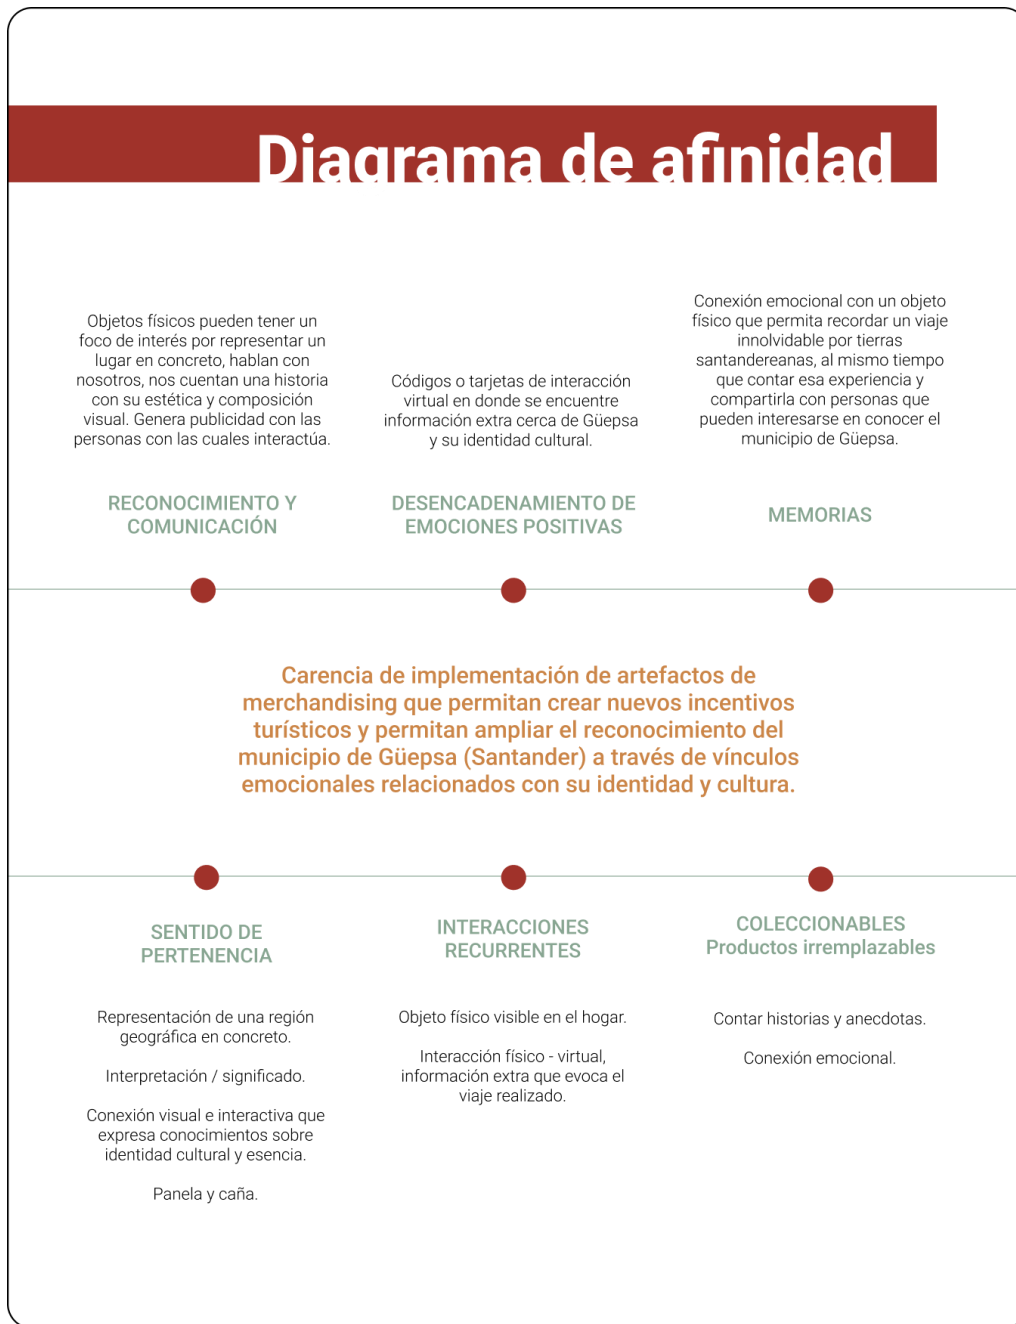 Diagrama de afinidad
Objetos físicos pueden tener un
foco de interés por representar un
lugar en concreto, hablan con
nosotros, nos cuentan una historia
con su estética y composición
visual. Genera publicidad con las
personas con las cuales interactúa.
RECONOCIMIENTO Y
COMUNICACIÓN
Códigos o tarjetas de interacción
virtual en donde se encuentre
información extra cerca de Güepsa
y su identidad cultural.
DESENCADENAMIENTO DE
EMOCIONES POSITIVAS
Conexión emocional con un objeto
físico que permita recordar un viaje
innolvidable por tierras
santandereanas, al mismo tiempo
que contar esa experiencia y
compartirla con personas que
pueden interesarse en conocer el
municipio de Güepsa.
MEMORIAS
Carencia de implementación de artefactos de
merchandising que permitan crear nuevos incentivos
turísticos y permitan ampliar el reconocimiento del
municipio de Güepsa (Santander) a través de vínculos
emocionales relacionados con su identidad y cultura.
SENTIDO DE
PERTENENCIA
Representación de una región
geográfica en concreto.
Interpretación / significado.
Conexión visual e interactiva que
expresa conocimientos sobre
identidad cultural y esencia.
Panela y caña.
INTERACCIONES
RECURRENTES
Objeto físico visible en el hogar.
Interacción físico - virtual,
información extra que evoca el
viaje realizado.
COLECCIONABLES
Productos irremplazables
Contar historias y anecdotas.
Conexión emocional.